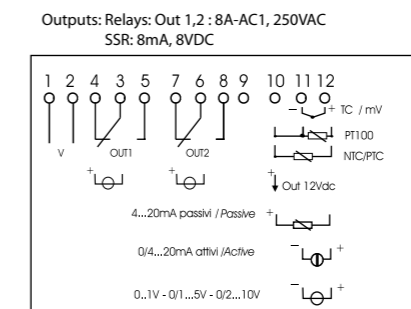 Outputs: Relays: Out 1,2 : 8A-AC1, 250VAC
SSR: 8mA, 8VDC
1 2 4 3 5 7 6 8 9 10 11 12
− + TC / mV
PT100
V OUT1 OUT2 NTC/PTC
+ + +
Out 12Vdc
4...20mA passivi /Passive +
0/4...20mA attivi /Active − +
0..1V - 0/1...5V - 0/2...10V − +